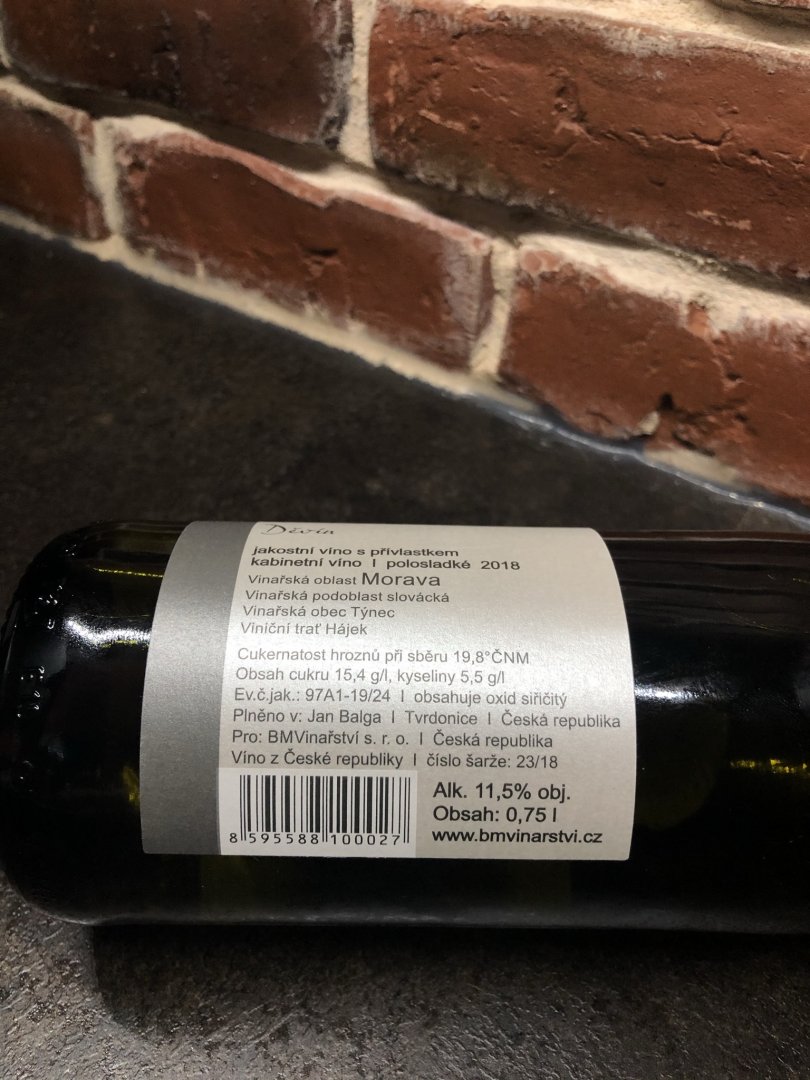 Děvín
jakostní víno s přívlastkem
kabinetní víno I polosladké 2018
Vinařská oblast Morava
Vinařská podoblast slovácká
Vinařská obec Týnec
Viniční trať Hájek
Cukernatost hroznů při sběru 19,8°ČNM
Obsah cukru 15,4 g/l, kyseliny 5,5 g/l
Ev.č.jak.: 97A1-19/24 I obsahuje oxid siřičitý
Plněno v: Jan Balga I Tvrdonice I Česká republika
Pro: BMVinařství s. r. o. I Česká republika
Víno z České republiky I číslo šarže: 23/18
8 595588 100027
Alk. 11,5% obj.
Obsah: 0,75 l
www.bmvinarstvi.cz